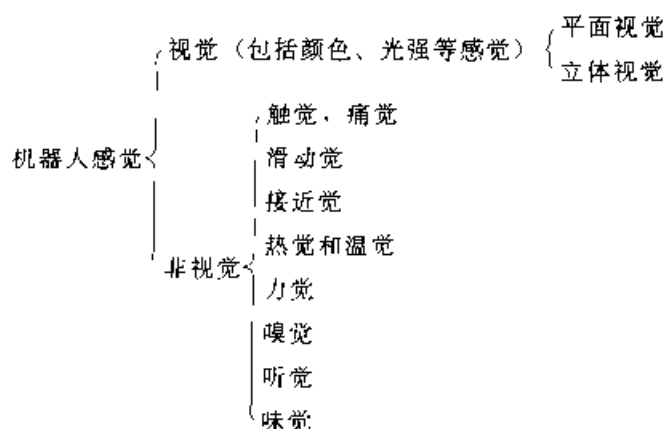 视觉（包括颜色、光强等感觉）
平面视觉
立体视觉
机器人感觉
触觉、痛觉
滑动觉
接近觉
热觉和温觉
非视觉
力觉
嗅觉
听觉
味觉